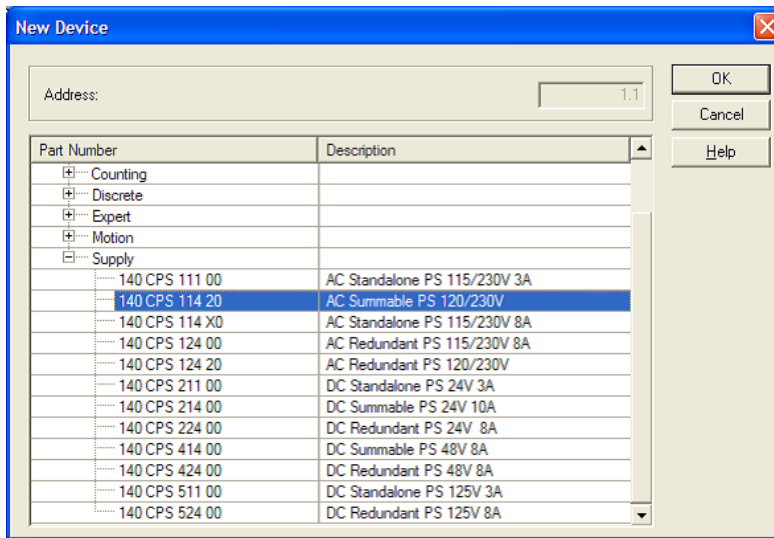 New Device
Address: 1.1
OK
Cancel
Help
Part Number Description
Counting
Discrete
Expert
Motion
Supply
140 CPS 111 00 AC Standalone PS 115/230V 3A
140 CPS 114 20 AC Summable PS 120/230V
140 CPS 114 X0 AC Standalone PS 115/230V 8A
140 CPS 124 00 AC Redundant PS 115/230V 8A
140 CPS 124 20 AC Redundant PS 120/230V
140 CPS 211 00 DC Standalone PS 24V 3A
140 CPS 214 00 DC Summable PS 24V 10A
140 CPS 224 00 DC Redundant PS 24V  8A
140 CPS 414 00 DC Summable PS 48V 8A
140 CPS 424 00 DC Redundant PS 48V 8A
140 CPS 511 00 DC Standalone PS 125V 3A
140 CPS 524 00 DC Redundant PS 125V 8A